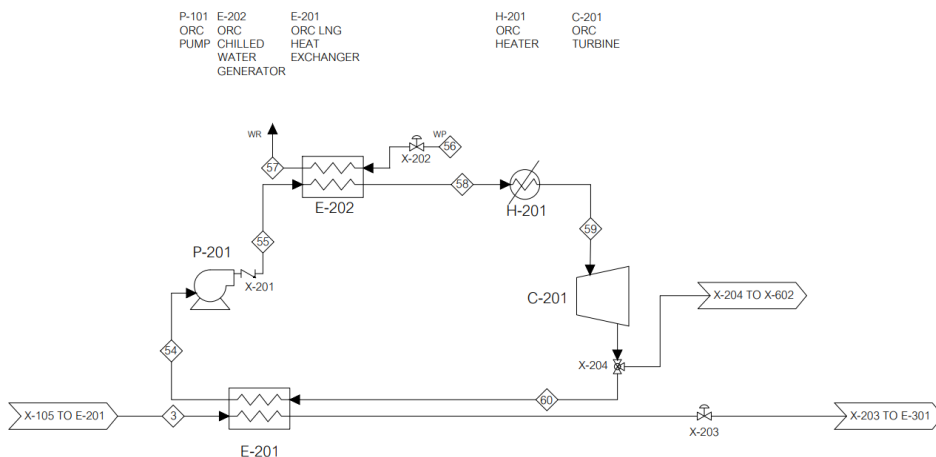 P-101 E-202 E-201 H-201 C-201
ORC ORC ORC LNG ORC ORC
PUMP CHILLED HEAT HEATER TURBINE
WATER EXCHANGER
GENERATOR
WR
WP
57
56
X-202
E-202
58
H-201
55
59
P-201
X-201
C-201
X-204 TO X-602
54
X-204
60
X-105 TO E-201
3
X-203 TO E-301
X-203
E-201